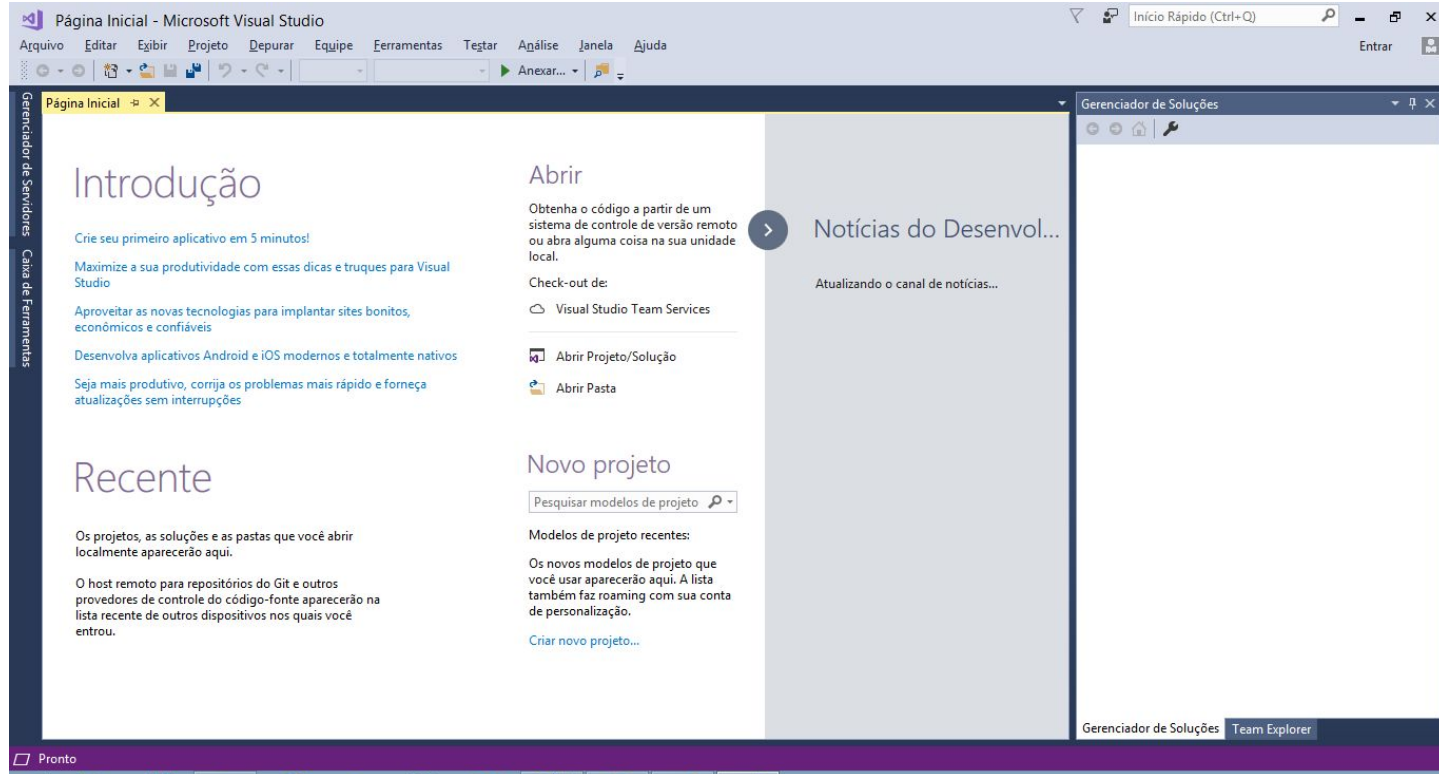 Página Inicial - Microsoft Visual Studio
Início Rápido (Ctrl+Q)
Arquivo Editar Exibir Projeto Depurar Equipe Ferramentas Testar Análise Janela Ajuda
Entrar
Anexar...
Gerenciador de Servidores
Caixa de Ferramentas
Página Inicial
Introdução
Crie seu primeiro aplicativo em 5 minutos!
Maximize a sua produtividade com essas dicas e truques para Visual
Studio
Aproveitar as novas tecnologias para implantar sites bonitos,
econômicos e confiáveis
Desenvolva aplicativos Android e iOS modernos e totalmente nativos
Seja mais produtivo, corrija os problemas mais rápido e forneça
atualizações sem interrupções
Recente
Os projetos, as soluções e as pastas que você abrir
localmente aparecerão aqui.
O host remoto para repositórios do Git e outros
provedores de controle do código-fonte aparecerão na
lista recente de outros dispositivos nos quais você
entrou.
Abrir
Obtenha o código a partir de um
sistema de controle de versão remoto
ou abra alguma coisa na sua unidade
local.
Check-out de:
Visual Studio Team Services
Abrir Projeto/Solução
Abrir Pasta
Novo projeto
Pesquisar modelos de projeto
Modelos de projeto recentes:
Os novos modelos de projeto que
você usar aparecerão aqui. A lista
também faz roaming com sua conta
de personalização.
Criar novo projeto...
Notícias do Desenvol...
Atualizando o canal de notícias...
Gerenciador de Soluções
Gerenciador de Soluções Team Explorer
Pronto